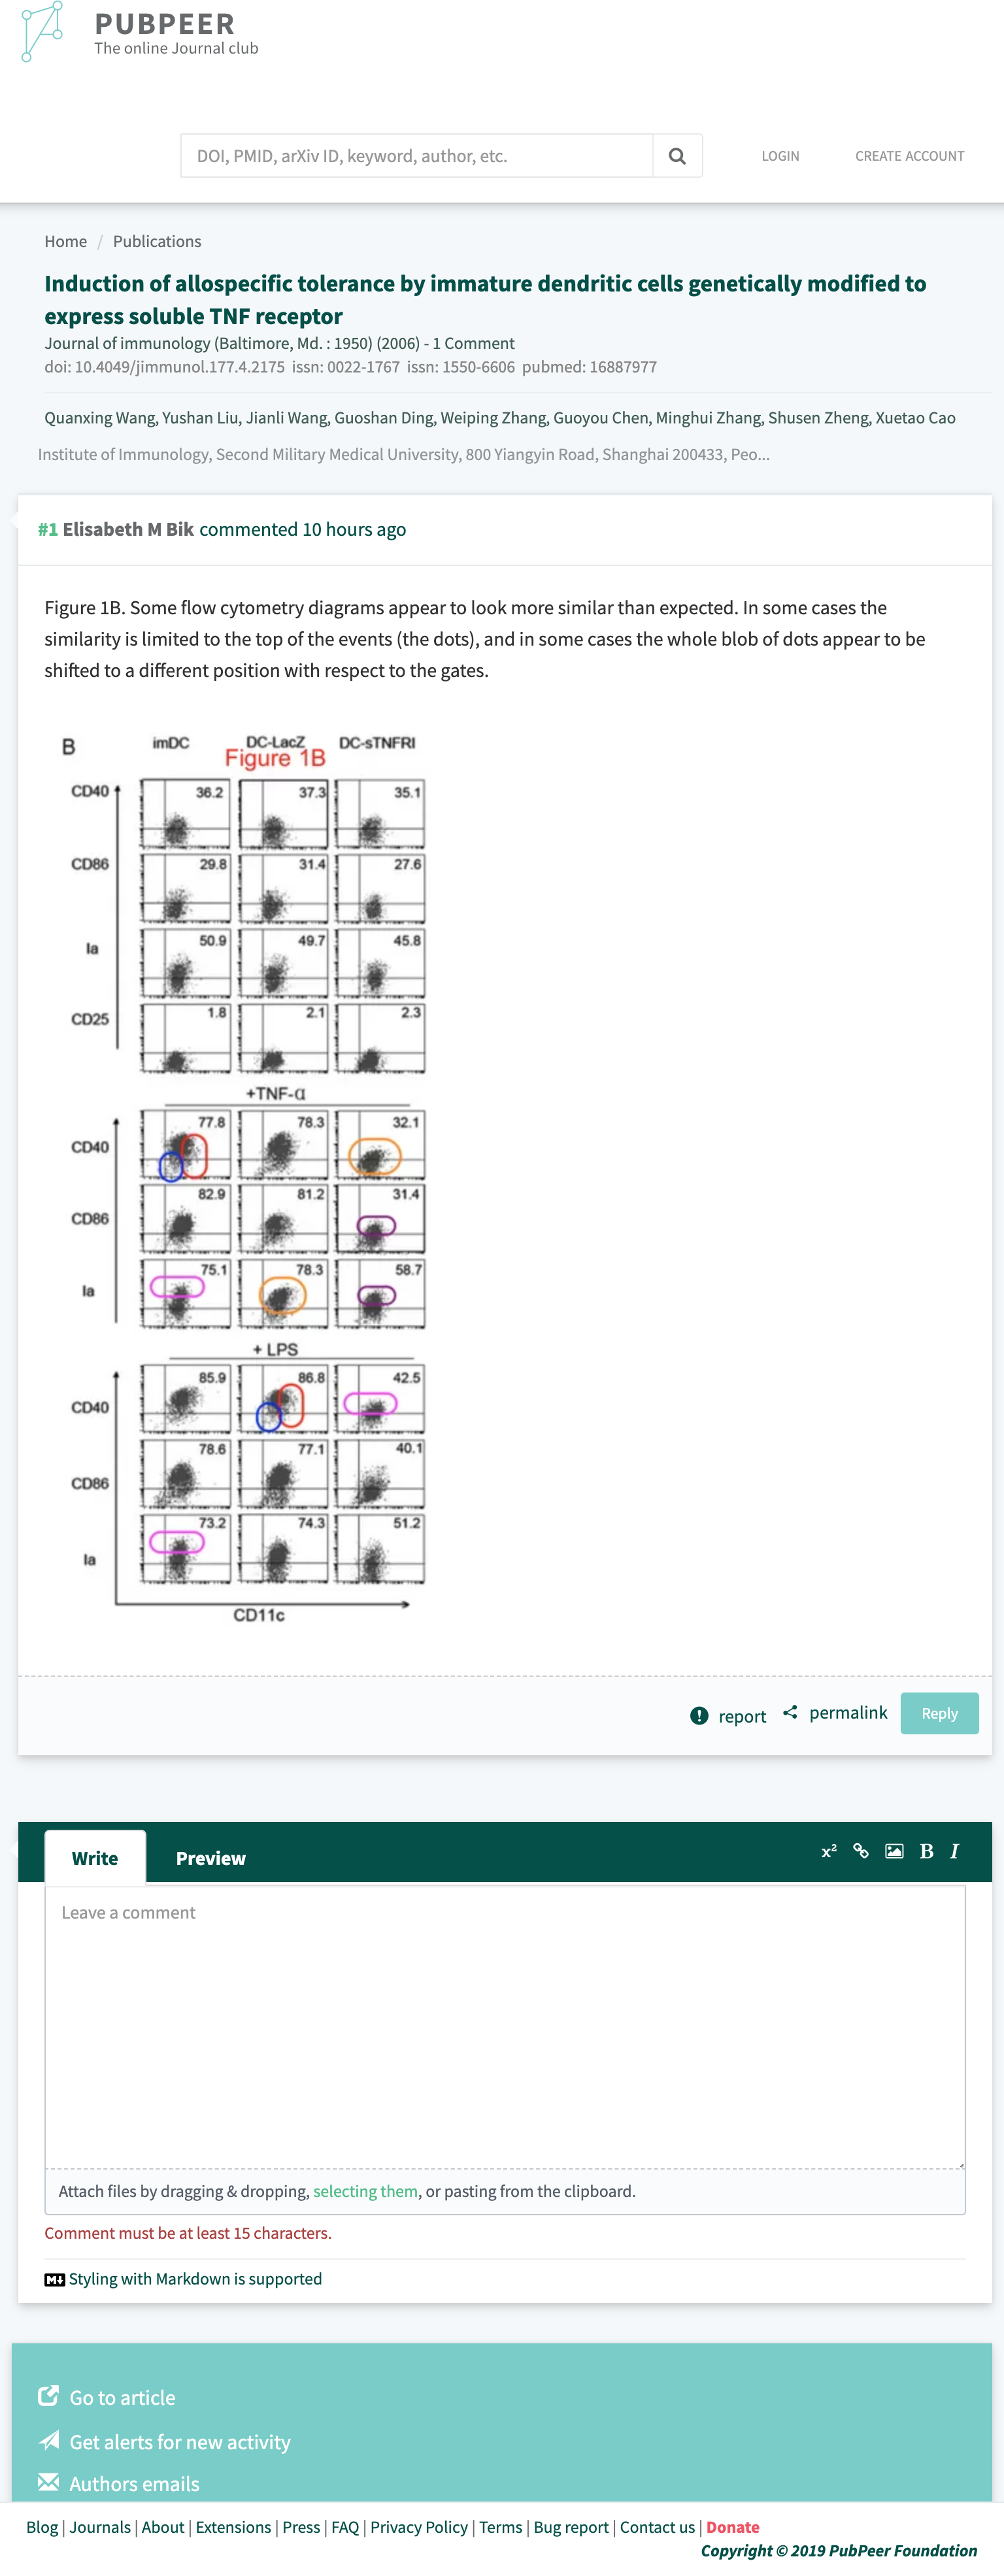 PUBPEER
The online Journal club
DOI, PMID, arXiv ID, keyword, author, etc.
LOGIN
CREATE ACCOUNT
Home / Publications
Induction of allospecific tolerance by immature dendritic cells genetically modified to
express soluble TNF receptor
Journal of immunology (Baltimore, Md. : 1950) (2006) - 1 Comment
doi: 10.4049/jimmunol.177.4.2175 issn: 0022-1767 issn: 1550-6606 pubmed: 16887977
Quanxing Wang, Yushan Liu, Jianli Wang, Guoshan Ding, Weiping Zhang, Guoyou Chen, Minghui Zhang, Shusen Zheng, Xuetao Cao
Institute of Immunology, Second Military Medical University, 800 Yiangyin Road, Shanghai 200433, Peo...
#1 Elisabeth M Bik commented 10 hours ago
Figure 1B. Some flow cytometry diagrams appear to look more similar than expected. In some cases the
similarity is limited to the top of the events (the dots), and in some cases the whole blob of dots appear to be
shifted to a different position with respect to the gates.
B imDC DC-LacZ DC-sTNFRI
Figure 1B
CD40 36.2 37.3 35.1
CD86 29.8 31.4 27.6
Ia 50.9 49.7 45.8
CD25 1.8 2.1 2.3
+TNF-α
CD40 77.8 78.3 32.1
CD86 82.9 81.2 31.4
Ia 75.1 78.3 58.7
+ LPS
CD40 85.9 86.8 42.5
CD86 78.6 77.1 40.1
Ia 73.2 74.3 51.2
CD11c
report
permalink
Reply
Write
Preview
x² B I
Leave a comment
Attach files by dragging & dropping, selecting them, or pasting from the clipboard.
Comment must be at least 15 characters.
M↓ Styling with Markdown is supported
Go to article
Get alerts for new activity
Authors emails
Blog | Journals | About | Extensions | Press | FAQ | Privacy Policy | Terms | Bug report | Contact us | Donate
Copyright © 2019 PubPeer Foundation